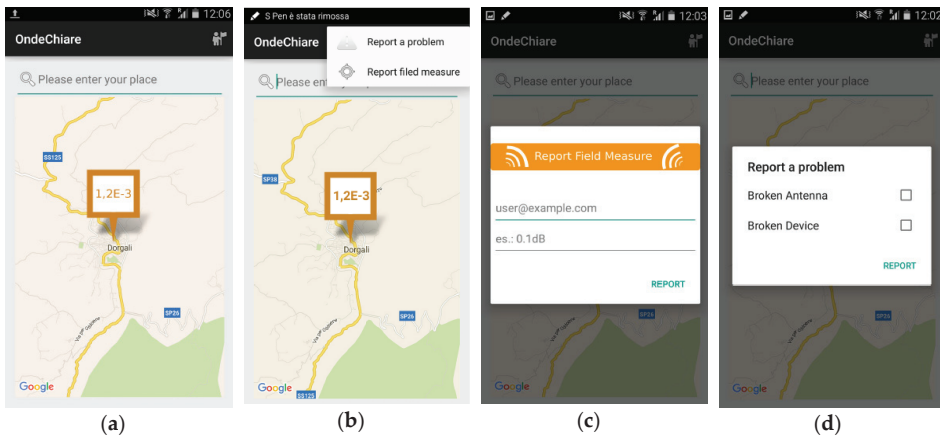 12:06
OndeChiare
Please enter your place
SS125
1,2E-3
Dorgali
SP26
Google
(a)
S Pen è stata rimossa
OndeChiare
Report a problem
Report filed measure
Please en
SP38
1,2E-3
Dorgali
SP26
Google
SS125
(b)
12:03
OndeChiare
Please enter your place
Report Field Measure
user@example.com
es.: 0.1dB
REPORT
SP26
Google
(c)
12:02
OndeChiare
Please enter your place
Report a problem
Broken Antenna
Broken Device
REPORT
SP26
Google
(d)